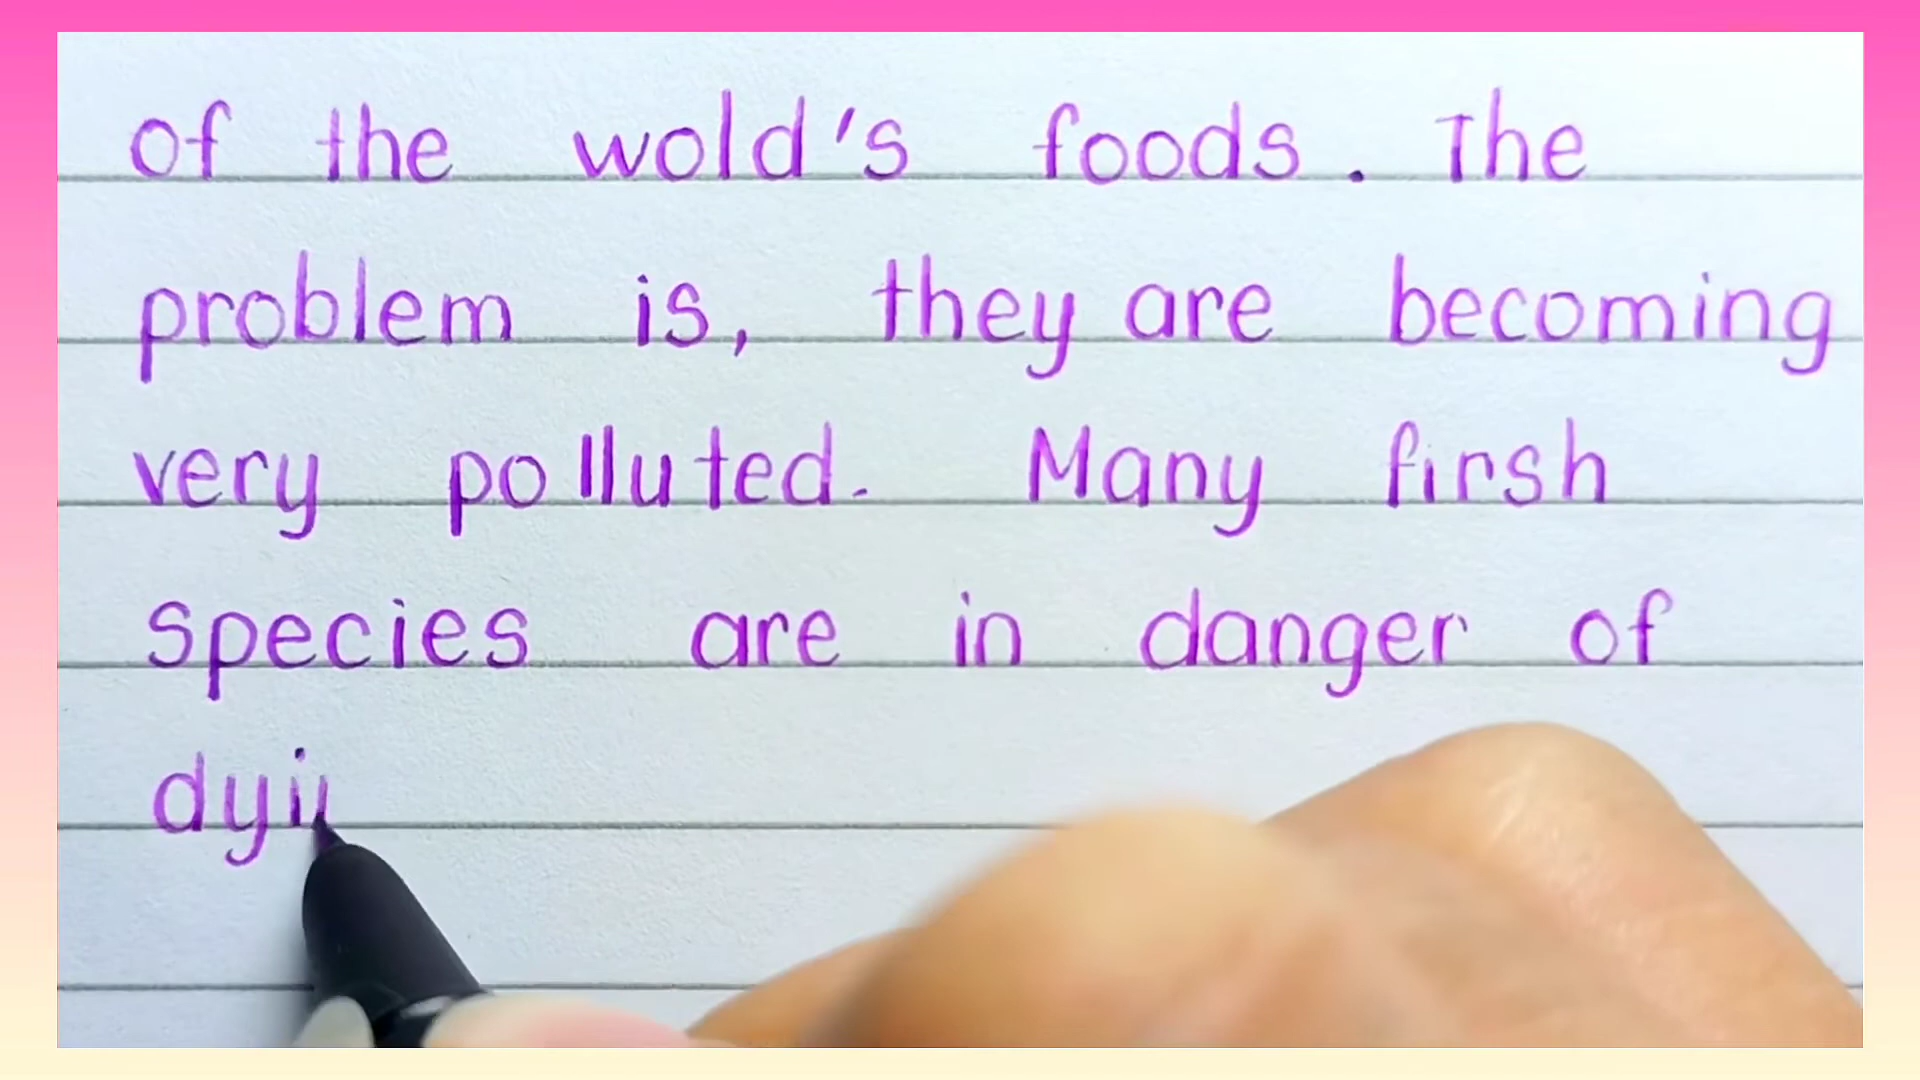 of the wold's foods. The
problem is, they are becoming
very polluted. Many firsh
species are in danger of